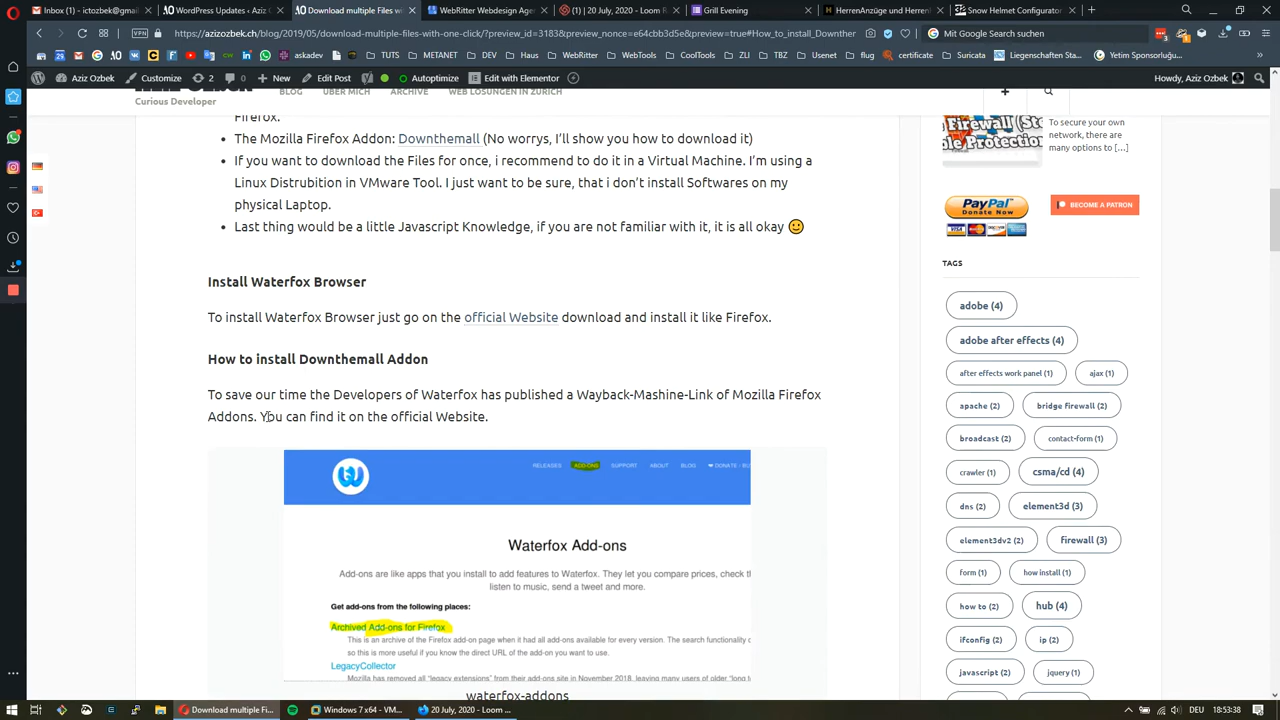 Inbox (1) - ictozbek@gmail
WebRitter-Websi
(1) 20 July, 2020 – Loom R
Grill Evening
HerrenAnzüge und Herren
Snow Helmet Configurator
VPN
https://azizozbek.ch/blog/2019/05/download-multiple-files-with-one-click/?preview_id=3183&preview_nonce=e64cbb3d5e&preview=true#How_to_install_Downther
Mit Google Suchen
askadev
TUTS
DEV
Haus
WebRitter
WebTools
CoolTools
TBZ
Usenet
Suricata
Liegenschaften Ste
Yetim Sponsorluğu
Aziz Ozbek
Customize
2
0
New
Edit Post
Autoptimize
Edit with Elementor
Howdy, Aziz Ozbek
Curious Developer
BLOG
ÜBER MICH
ARCHIVE
WEB LÖSUNGEN IN ZÜRICH
Firefox.
• The Mozilla Firefox Addon: Downthemall (No worrys, I'll show you how to download it)
• If you want to download the Files for once, i recommend to do it in a Virtual Machine. I'm using a
Linux Distrubition in VMware Tool. I just want to be sure, that i don't install Softwares on my
physical Laptop.
• Last thing would be a little Javascript Knowledge, if you are not familiar with it, it is all okay 🙂
Install Waterfox Browser
To install Waterfox Browser just go on the official Website download and install it like Firefox.
How to install Downthemall Addon
To save our time the Developers of Waterfox has published a Wayback-Mashine-Link of Mozilla Firefox
Addons. You can find it on the official Website.
RELEASES
ADD-ONS
SUPPORT
ABOUT
BLOG
Waterfox Add-ons
Add-ons are like apps that you install to add features to Waterfox. They let you compare prices, check
listen to music, send a tweet and more.
Get add-ons from the following places:
Archived Add-ons for Firefox
This is an archive of the Firefox add-on page when it had all add-ons available for every version. The search functionality
so this is more useful if you know the direct URL of the add-on you want to use.
LegacyCollector
Mozilla has removed all "legacy extensions" from their add-ons site in November 2018, leaving many users of older
waterfox-addons
Firewall
To secure your own
network, there are
many options to [...]
PayPal
Donate Now
BECOME A PATRON
TAGS
adobe (4)
adobe after effects (4)
after effects work panel (1)
ajax (1)
apache (2)
bridge firewall (2)
broadcast (2)
contact-form (1)
crawler (1)
csma/cd (4)
dns (2)
element3d (3)
element3dv2 (2)
firewall (3)
form (1)
how install (1)
how to (2)
hub (4)
ifconfig (2)
ip (2)
javascript (2)
jquery (1)
Download multiple Fi...
Windows 7 x64 - VM...
20 July, 2020 – Loom ...
DEU
18:53:38